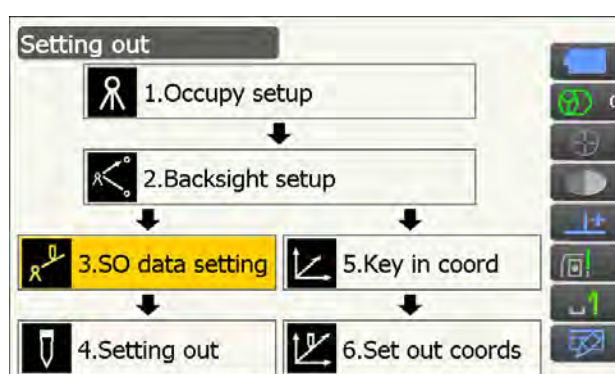 Setting out
1.Occupy setup
2.Backsight setup
3.SO data setting
5.Key in coord
4.Setting out
6.Set out coords